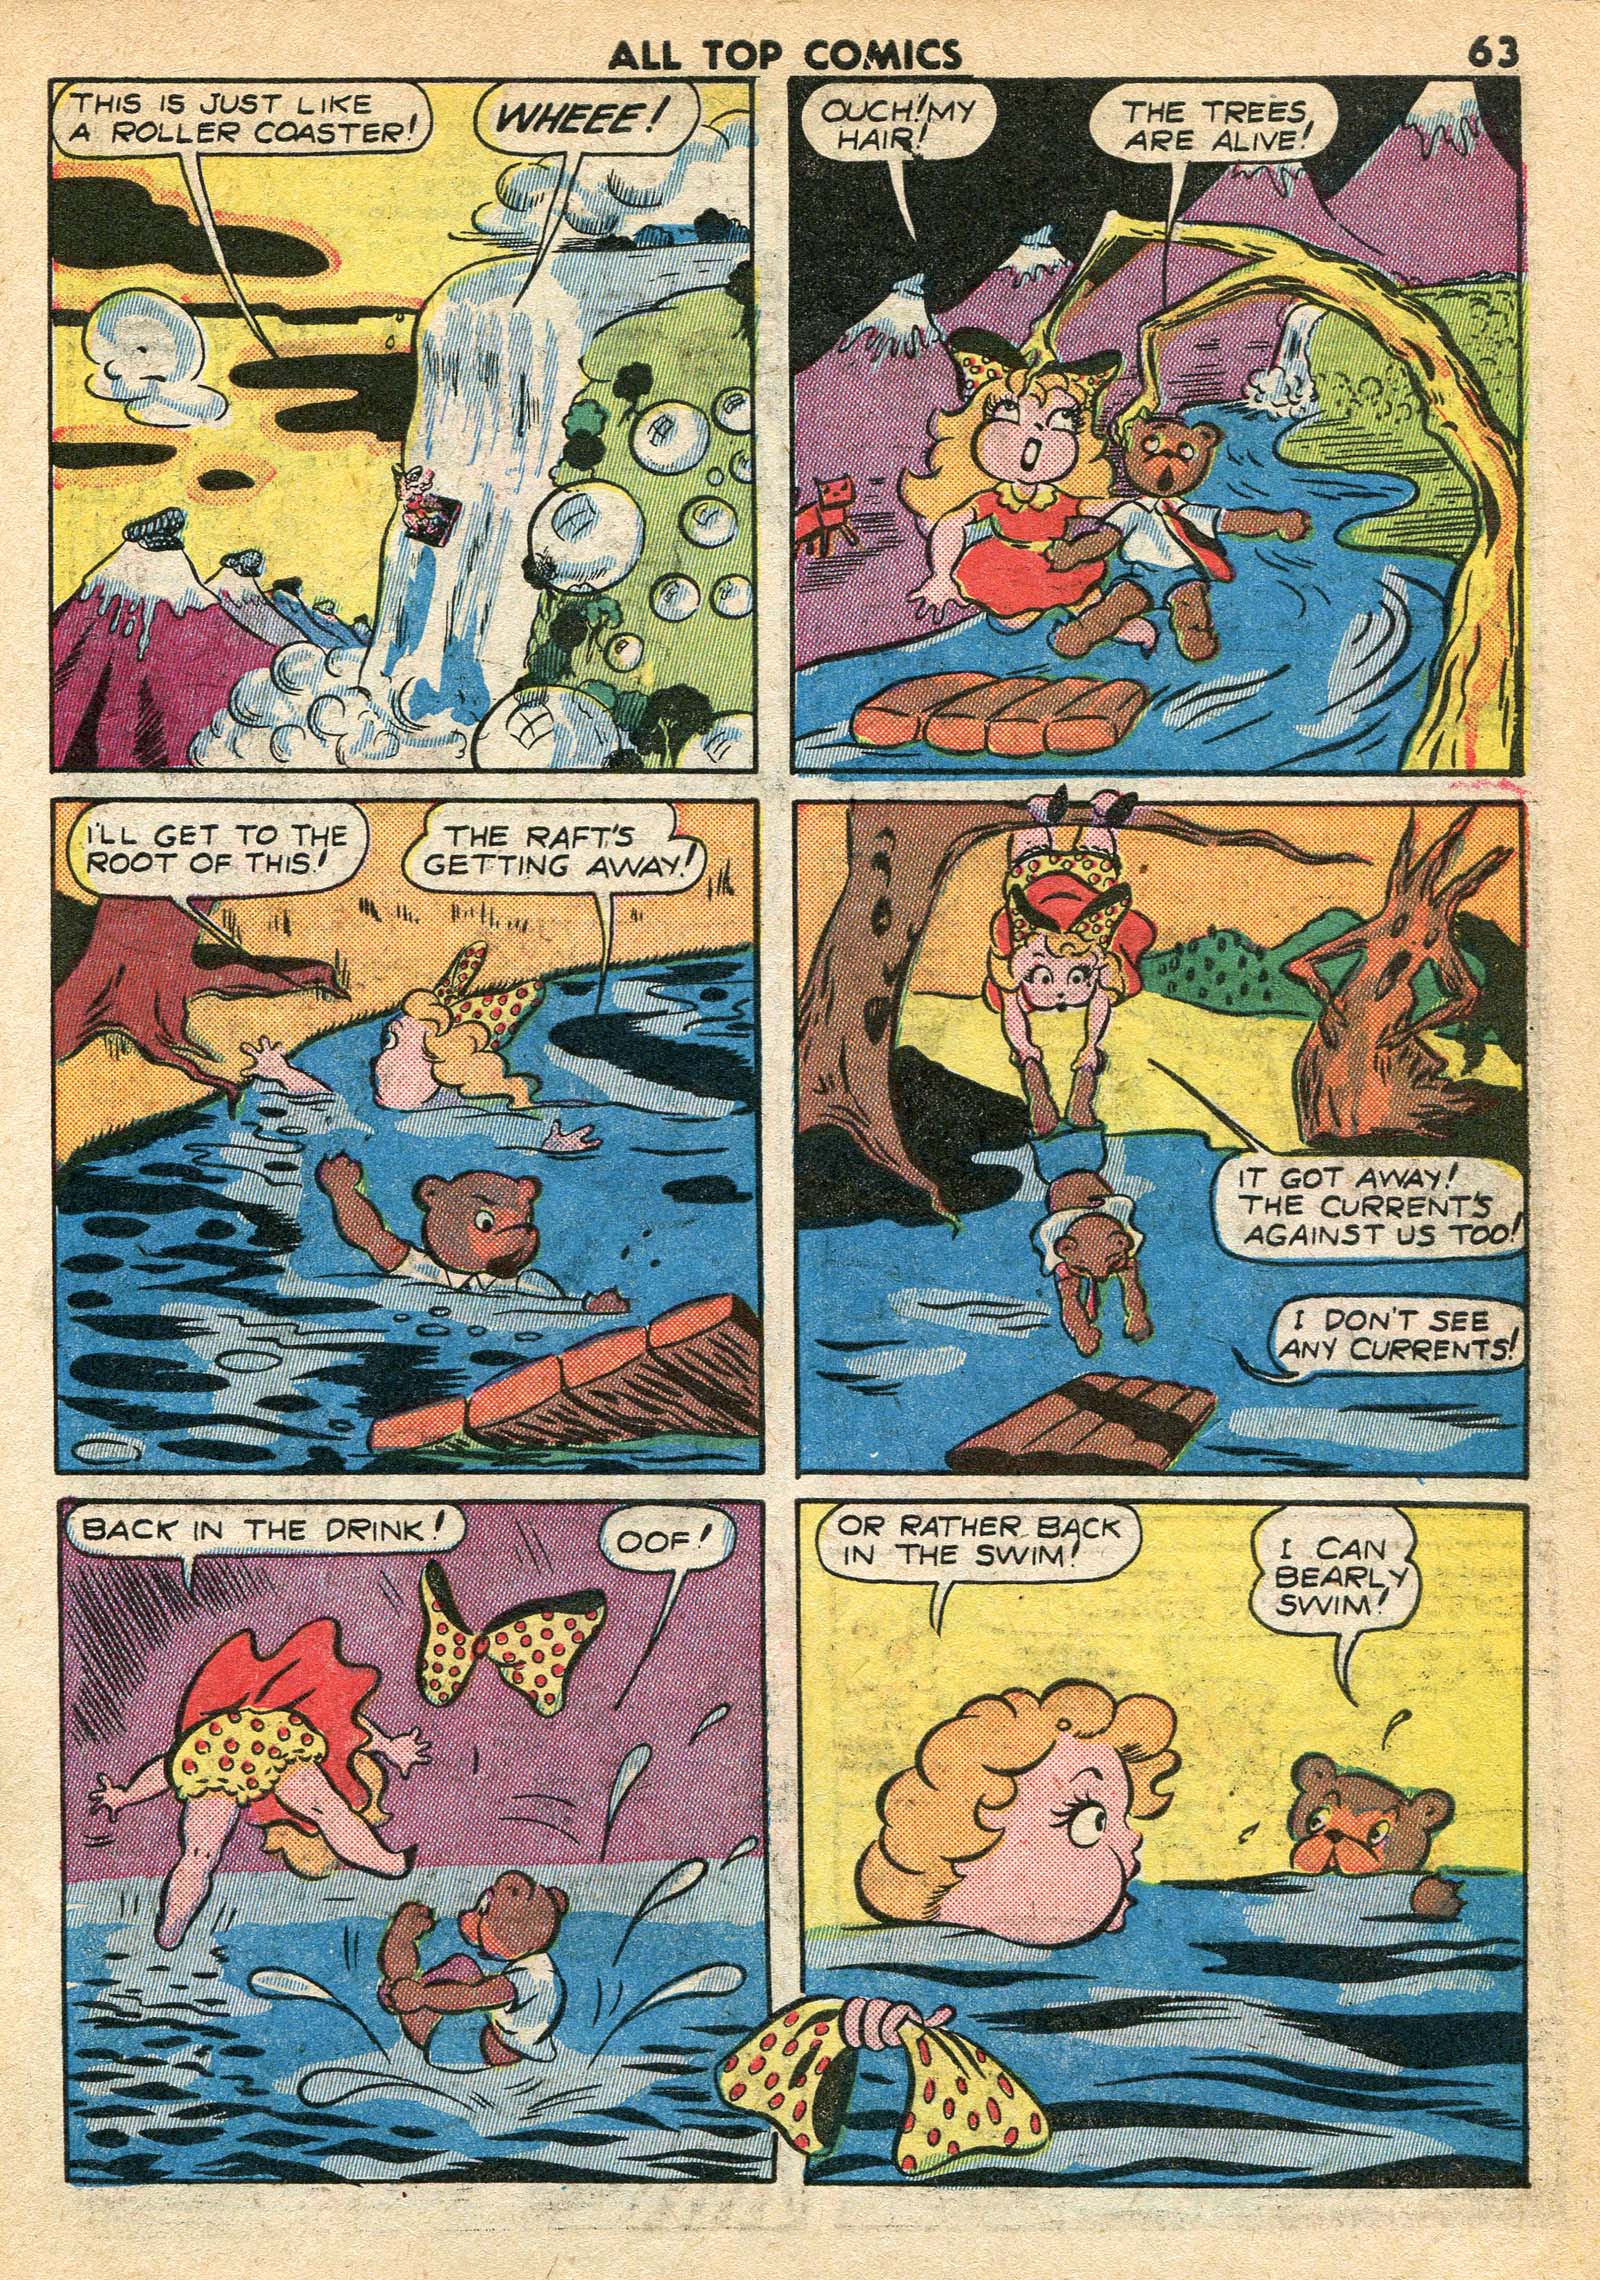 ALL TOP COMICS
63
THIS IS JUST LIKE
A ROLLER COASTER!
WHEEE!
OUCH! MY
HAIR!
THE TREES
ARE ALIVE!
I'LL GET TO THE
ROOT OF THIS!
THE RAFT'S
GETTING AWAY!
IT GOT AWAY!
THE CURRENT'S
AGAINST US TOO!
I DON'T SEE
ANY CURRENTS!
BACK IN THE DRINK!
OOF!
OR RATHER BACK
IN THE SWIM!
I CAN
BEARLY
SWIM!